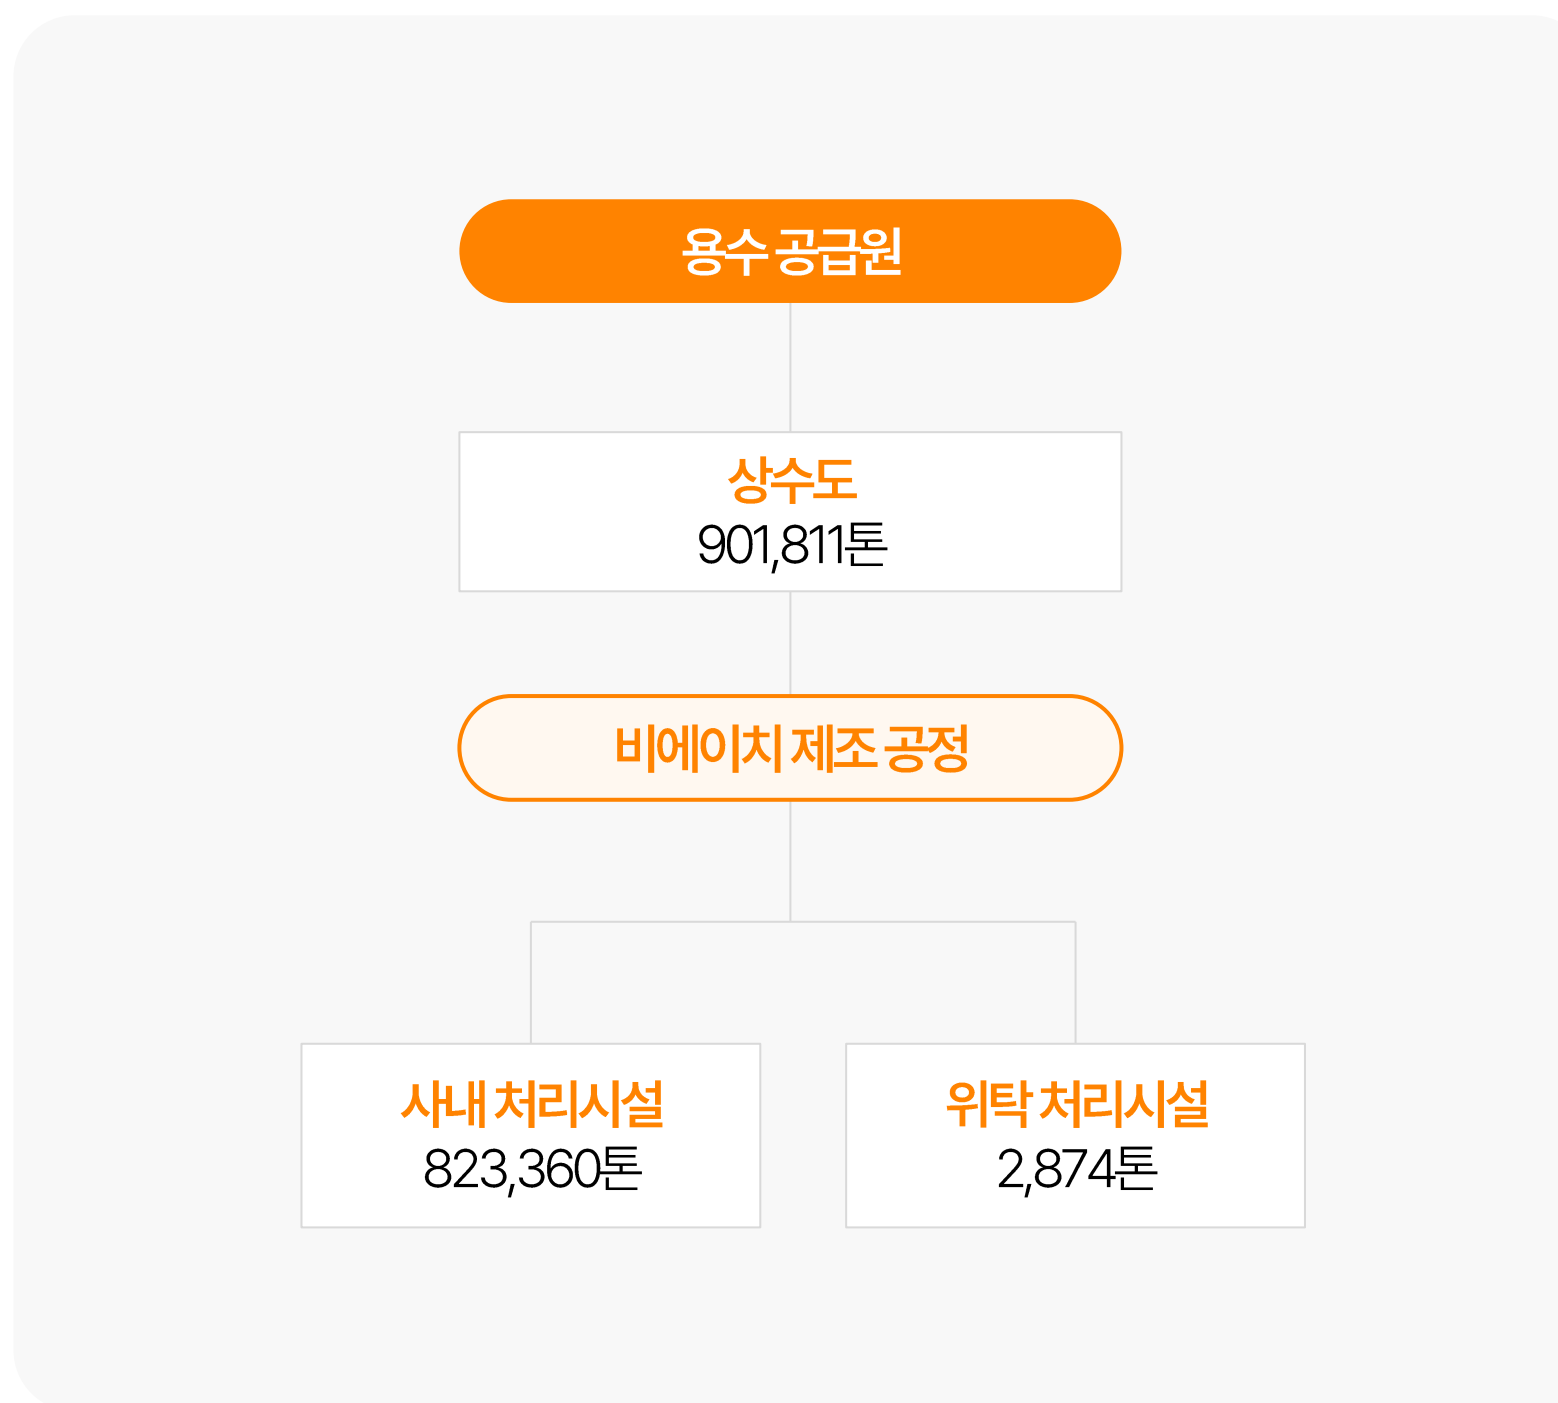 용수 공급원
상수도
901,811톤
비에이치 제조 공정
사내 처리시설
823,360톤
위탁 처리시설
2,874톤